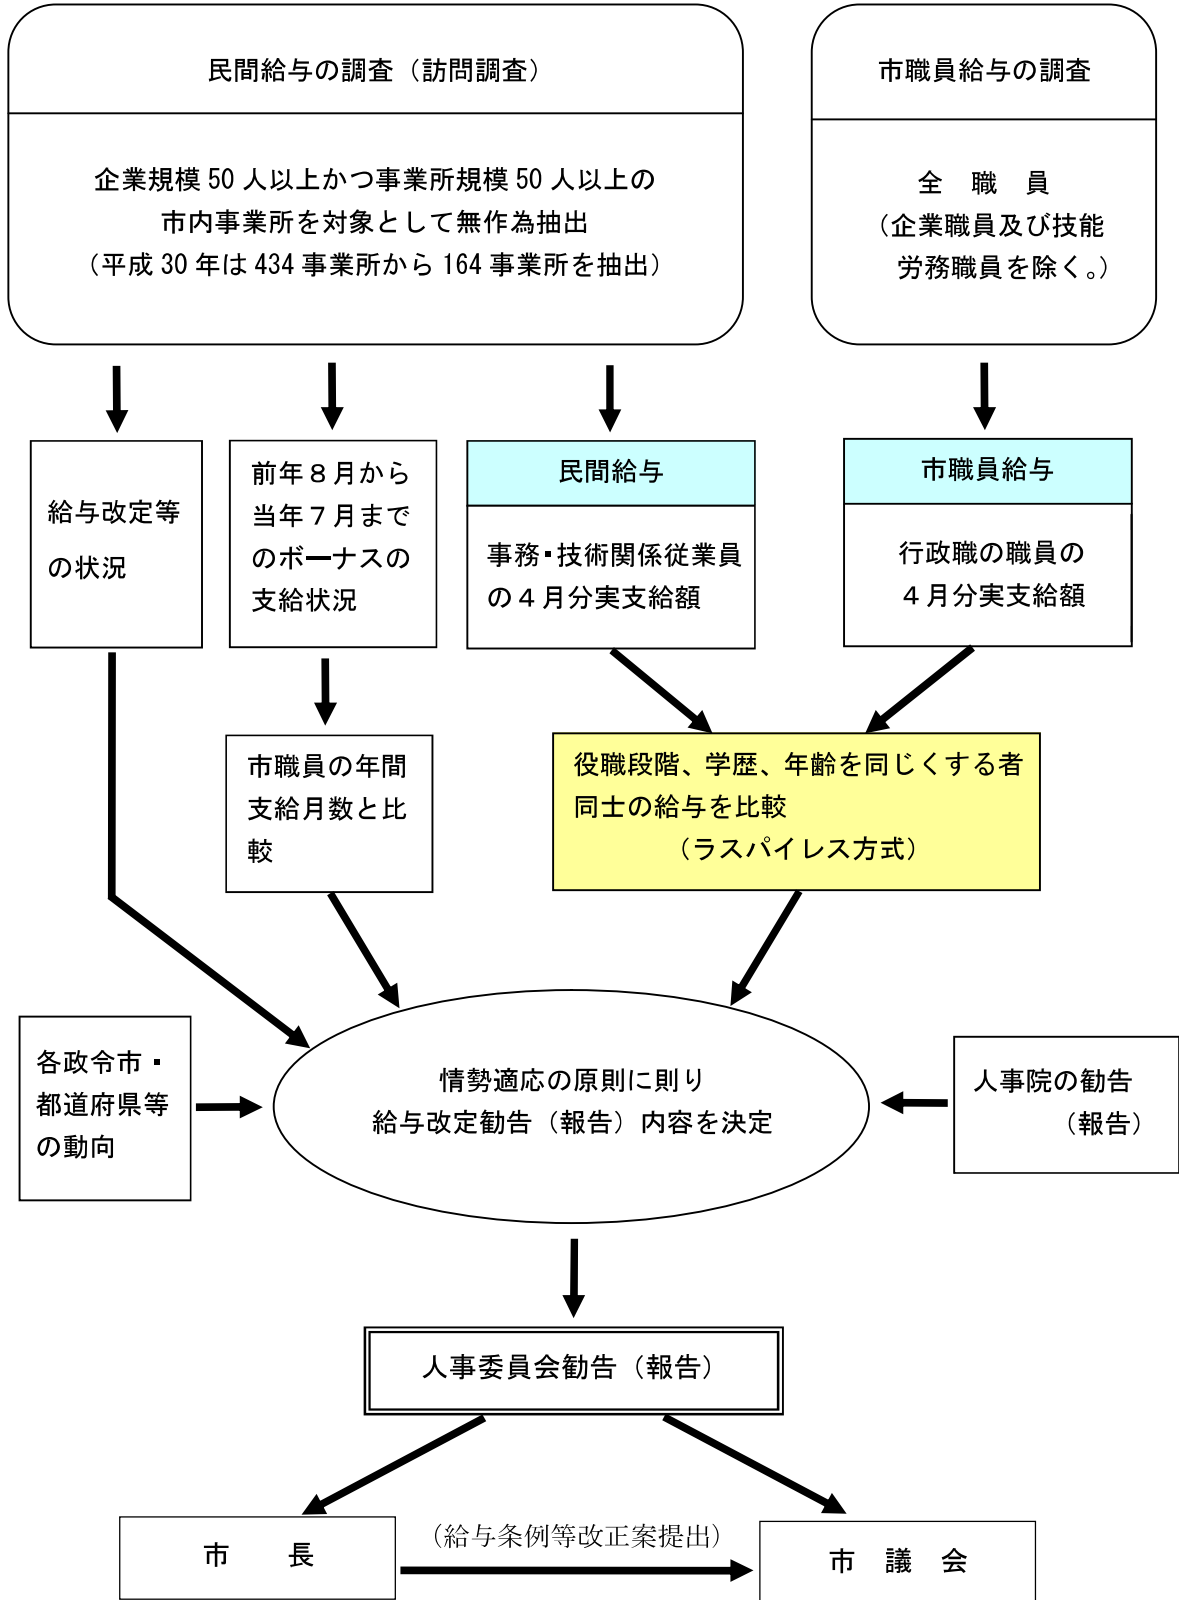 民間給与の調査（訪問調査）
企業規模 50 人以上かつ事業所規模 50 人以上の
市内事業所を対象として無作為抽出
（平成 30 年は 434 事業所から 164 事業所を抽出）
市職員給与の調査
全　職　員
（企業職員及び技能
労務職員を除く。）
給与改定等
の状況
前年８月から
当年７月まで
のボーナスの
支給状況
民間給与
事務・技術関係従業員
の４月分実支給額
市職員給与
行政職の職員の
４月分実支給額
市職員の年間
支給月数と比
較
役職段階、学歴、年齢を同じくする者
同士の給与を比較
（ラスパイレス方式）
各政令市・
都道府県等
の動向
情勢適応の原則に則り
給与改定勧告（報告）内容を決定
人事院の勧告
（報告）
人事委員会勧告（報告）
市　　長
（給与条例等改正案提出）
市　議　会